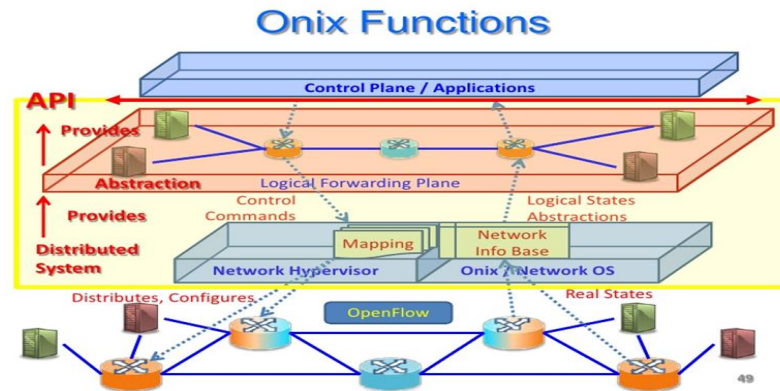 Onix Functions
Control Plane / Applications
API
Provides
Abstraction
Logical Forwarding Plane
Control
Commands
Logical States
Abstractions
Provides
Distributed
System
Mapping
Network
Info Base
Network Hypervisor
Onix / Network OS
Distributes, Configures
Real States
OpenFlow
49